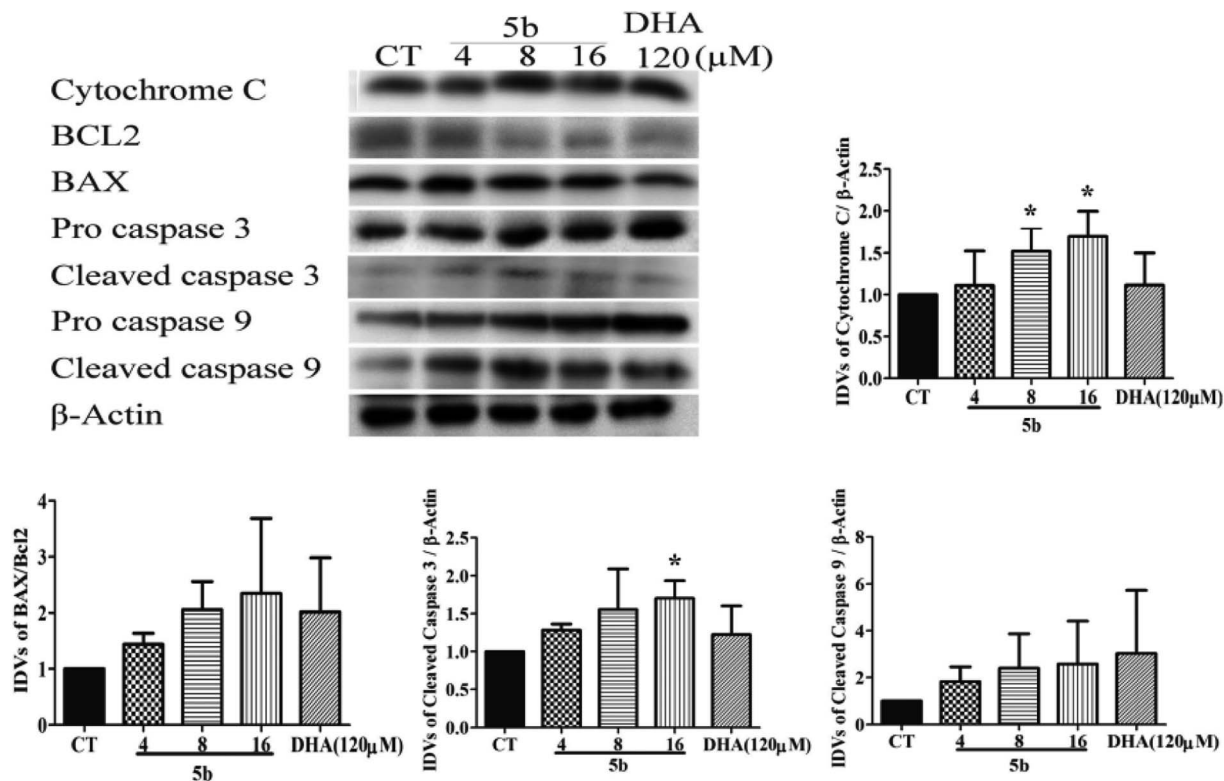 5b DHA
CT 4 8 16 120 (μM)
Cytochrome C
BCL2
BAX
Pro caspase 3
Cleaved caspase 3
Pro caspase 9
Cleaved caspase 9
β-Actin
IDVs of Cytochrome C/ β-Actin
2.5
2.0
1.5
1.0
0.5
0.0
* *
CT 4 8 16 DHA(120μM)
5b
IDVs of BAX/Bcl2
4
3
2
1
0
CT 4 8 16 DHA(120μM)
5b
IDVs of Cleaved Caspase 3 / β-Actin
2.5
2.0
1.5
1.0
0.5
0.0
*
CT 4 8 16 DHA(120μM)
5b
IDVs of Cleaved Caspase 9 / β-Actin
8
6
4
2
0
CT 4 8 16 DHA(120μM)
5b